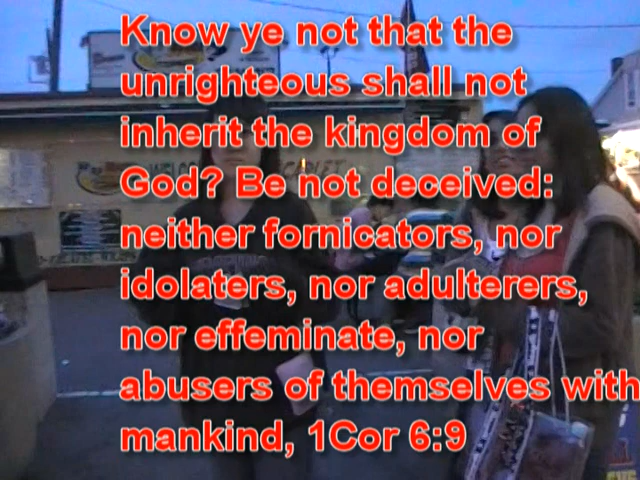 Know ye not that the
unrighteous shall not
inherit the kingdom of
God? Be not deceived:
neither fornicators, nor
idolaters, nor adulterers,
nor effeminate, nor
abusers of themselves with
mankind, 1Cor 6:9